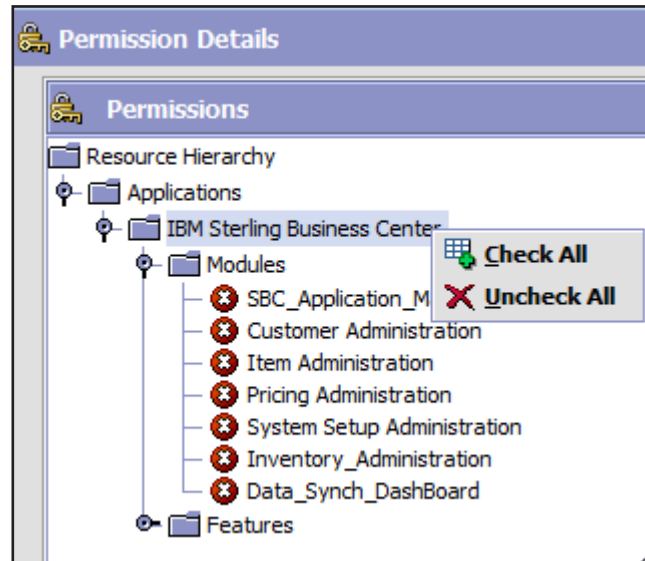 Permission Details
Permissions
Resource Hierarchy
Applications
IBM Sterling Business Center
Check All
Modules
SBC_Application_M
Uncheck All
Customer Administration
Item Administration
Pricing Administration
System Setup Administration
Inventory_Administration
Data_Synch_DashBoard
Features